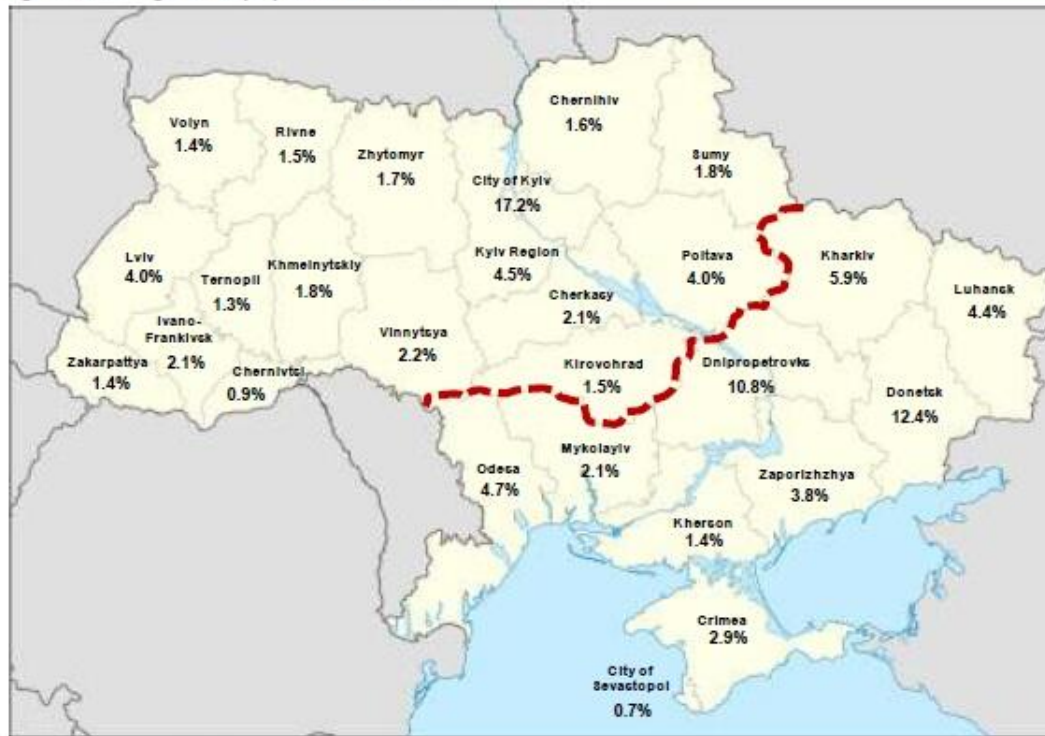 Chernihiv
1.6%
Volyn
1.4%
Rivne
1.5%
Zhytomyr
1.7%
Sumy
1.8%
City of Kyiv
17.2%
Lviv
4.0%
Ternopil
1.3%
Khmelnytskiy
1.8%
Kyiv Region
4.5%
Poltava
4.0%
Kharkiv
5.9%
Luhansk
4.4%
Cherkasy
2.1%
Ivano-
Frankivsk
2.1%
Vinnytsya
2.2%
Zakarpattya
1.4%
Chernivtsi
0.9%
Kirovohrad
1.5%
Dnipropetrovks
10.8%
Donetsk
12.4%
Mykolayiv
2.1%
Odesa
4.7%
Zaporizhzhya
3.8%
Kherson
1.4%
Crimea
2.9%
City of
Sevastopol
0.7%